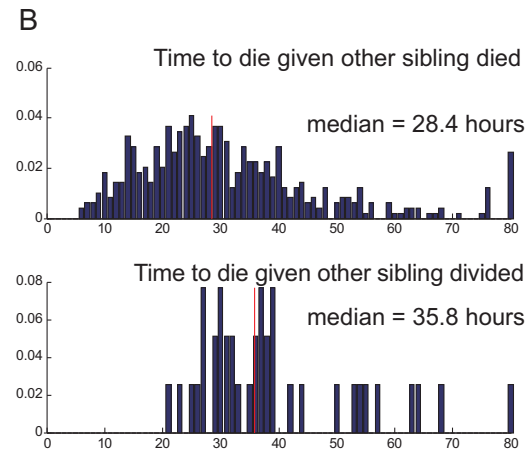 B
Time to die given other sibling died
median = 28.4 hours
0.06
0.04
0.02
0
0 10 20 30 40 50 60 70 80
Time to die given other sibling divided
median = 35.8 hours
0.08
0.06
0.04
0.02
0
0 10 20 30 40 50 60 70 80